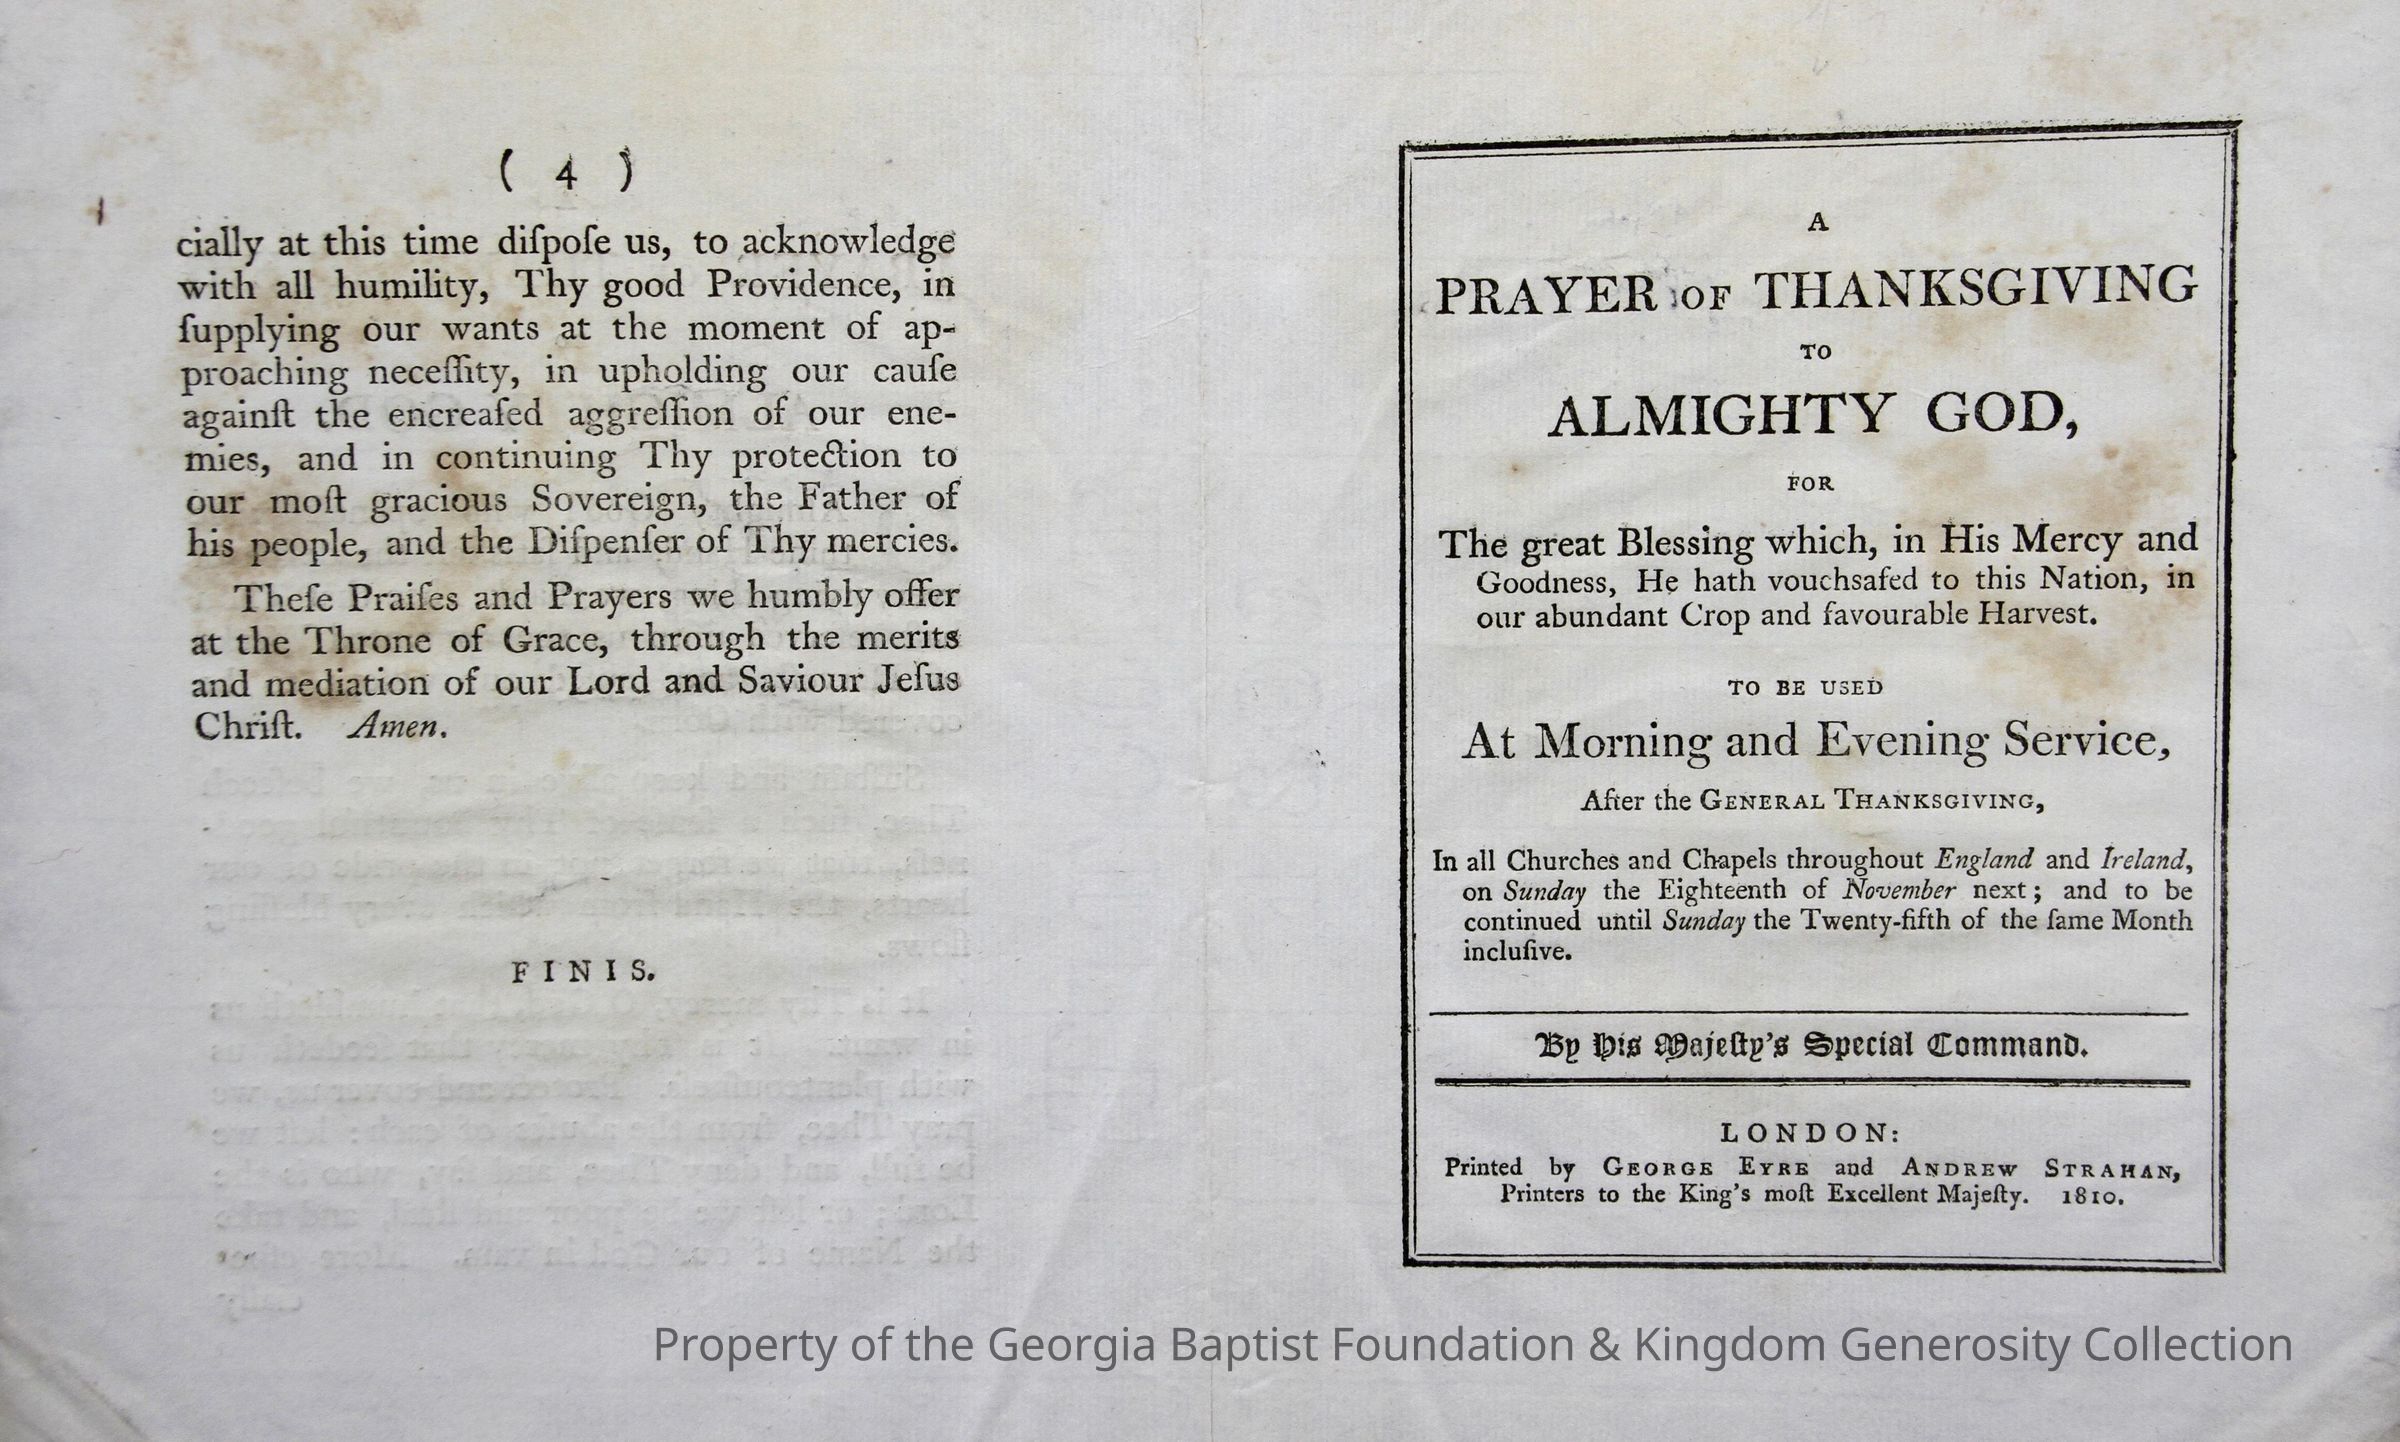 ( 4 )
cially at this time diſpoſe us, to acknowledge
with all humility, Thy good Providence, in
ſupplying our wants at the moment of ap-
proaching neceſſity, in upholding our cauſe
againſt the encreaſed aggreſſion of our ene-
mies, and in continuing Thy protection to
our moſt gracious Sovereign, the Father of
his people, and the Diſpenſer of Thy mercies.
Theſe Praiſes and Prayers we humbly offer
at the Throne of Grace, through the merits
and mediation of our Lord and Saviour Jeſus
Chriſt. Amen.
FINIS.
A
PRAYER OF THANKSGIVING
TO
ALMIGHTY GOD,
FOR
The great Blessing which, in His Mercy and
Goodness, He hath vouchsafed to this Nation, in
our abundant Crop and favourable Harvest.
TO BE USED
At Morning and Evening Service,
After the GENERAL THANKSGIVING,
In all Churches and Chapels throughout England and Ireland,
on Sunday the Eighteenth of November next; and to be
continued until Sunday the Twenty-fifth of the ſame Month
incluſive.
By His Majeſty's Special Command.
LONDON:
Printed by GEORGE EYRE and ANDREW STRAHAN,
Printers to the King's moſt Excellent Majeſty. 1810.
Property of the Georgia Baptist Foundation & Kingdom Generosity Collection